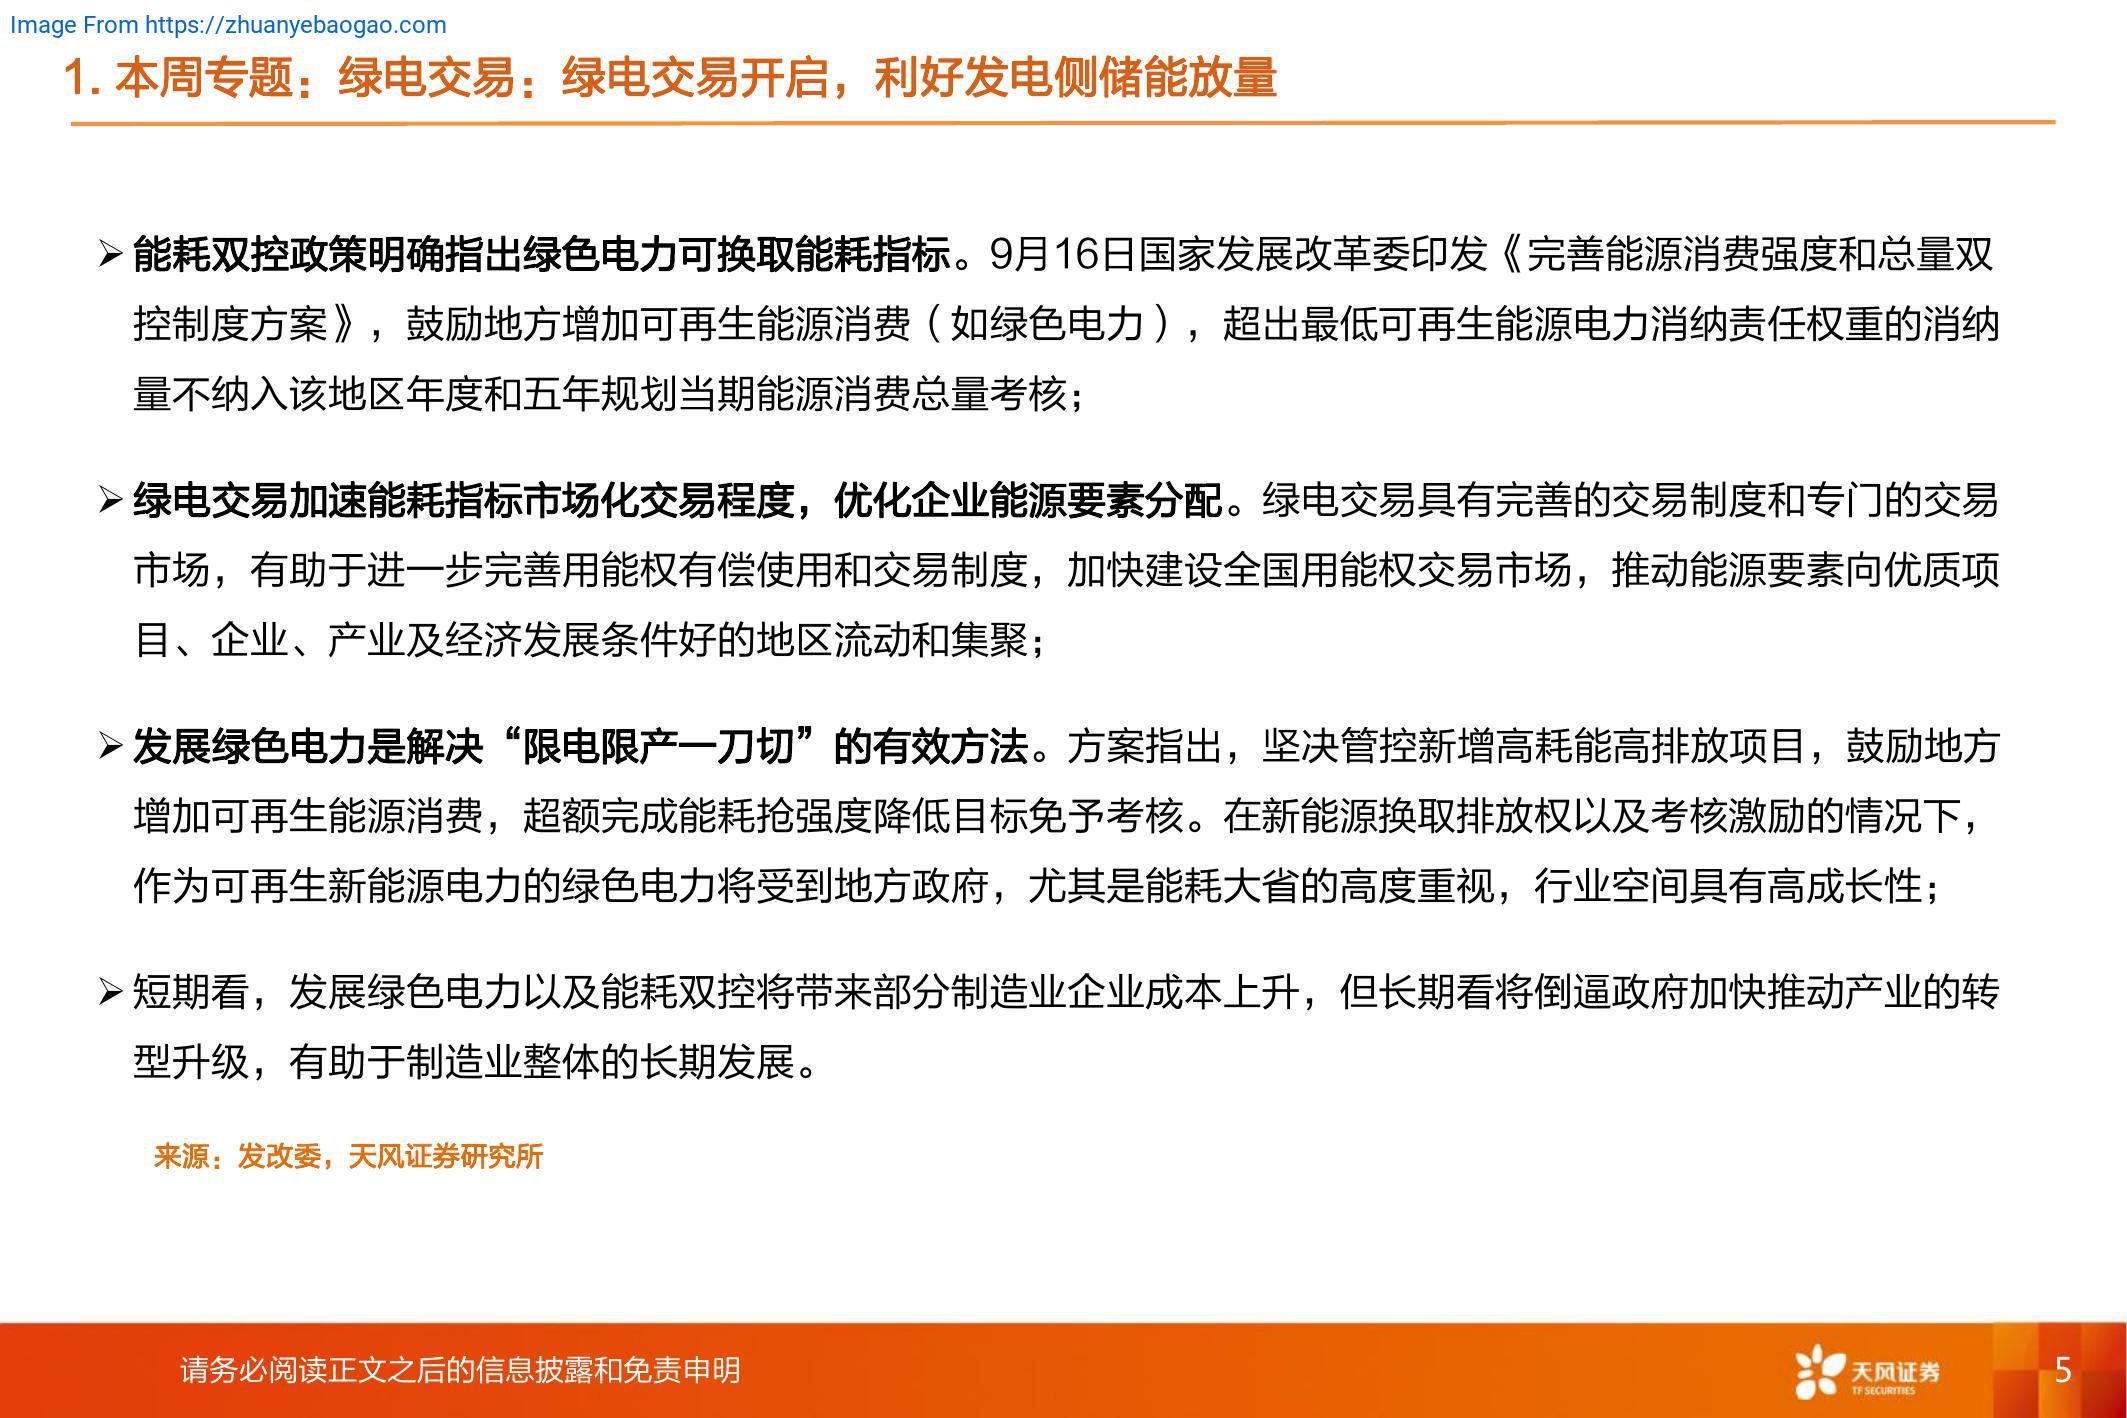 Image From https://zhuanyebaogao.com
1. 本周专题：绿电交易：绿电交易开启，利好发电侧储能放量
➢ 能耗双控政策明确指出绿色电力可换取能耗指标。9月16日国家发展改革委印发《完善能源消费强度和总量双
控制度方案》，鼓励地方增加可再生能源消费（如绿色电力），超出最低可再生能源电力消纳责任权重的消纳
量不纳入该地区年度和五年规划当期能源消费总量考核；
➢ 绿电交易加速能耗指标市场化交易程度，优化企业能源要素分配。绿电交易具有完善的交易制度和专门的交易
市场，有助于进一步完善用能权有偿使用和交易制度，加快建设全国用能权交易市场，推动能源要素向优质项
目、企业、产业及经济发展条件好的地区流动和集聚；
➢ 发展绿色电力是解决“限电限产一刀切”的有效方法。方案指出，坚决管控新增高耗能高排放项目，鼓励地方
增加可再生能源消费，超额完成能耗抢强度降低目标免予考核。在新能源换取排放权以及考核激励的情况下，
作为可再生新能源电力的绿色电力将受到地方政府，尤其是能耗大省的高度重视，行业空间具有高成长性；
➢ 短期看，发展绿色电力以及能耗双控将带来部分制造业企业成本上升，但长期看将倒逼政府加快推动产业的转
型升级，有助于制造业整体的长期发展。
来源：发改委，天风证券研究所
请务必阅读正文之后的信息披露和免责申明
天风证券
TF SECURITIES
5